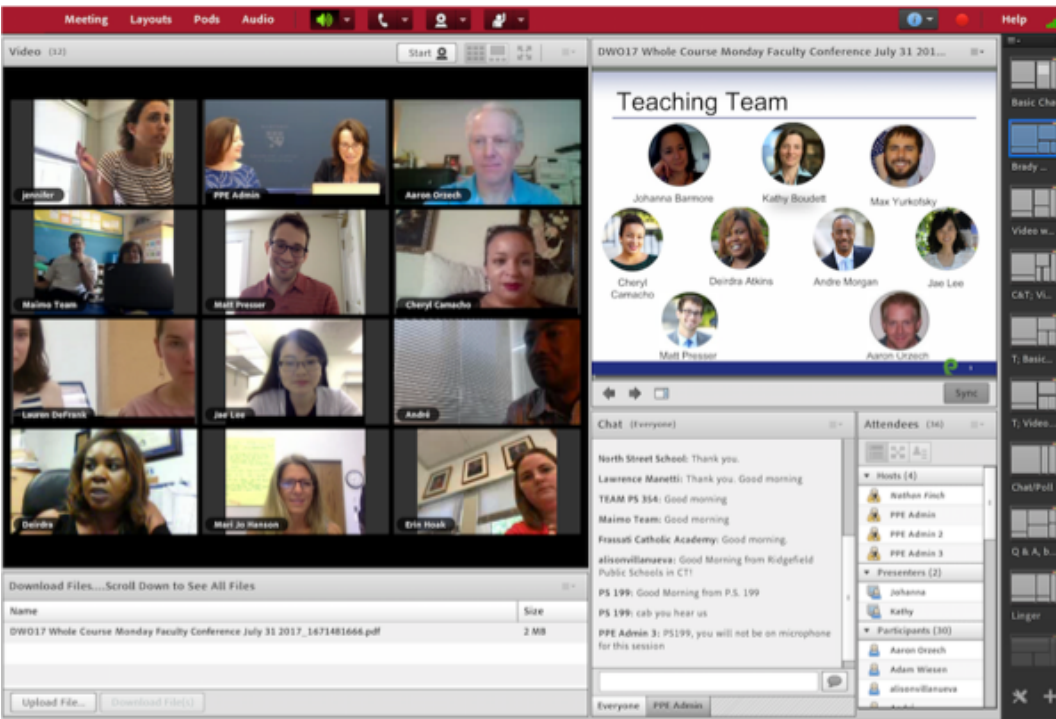 Meeting Layouts Pods Audio Help
Video (12) Start
jennifer PPE Admin Aaron Orzech
Maimo Team Matt Presser Cheryl Camacho
Lauren DeFrank Jae Lee André
Deirdra Mari Jo Hanson Erin Hoak
Download Files....Scroll Down to See All Files
Name Size
DWO17 Whole Course Monday Faculty Conference July 31 2017_1671481666.pdf 2 MB
Upload File... Download File(s)
DWO17 Whole Course Monday Faculty Conference July 31 201...
Teaching Team
Johanna Barmore Kathy Boudett Max Yurkofsky
Cheryl Camacho Deirdra Atkins Andre Morgan Jae Lee
Matt Presser Aaron Orzech
Sync
Chat (Everyone)
North Street School: Thank you.
Lawrence Manetti: Thank you. Good morning
TEAM PS 354: Good morning
Maimo Team: Good morning
Frassati Catholic Academy: Good morning.
alisonvillanueva: Good Morning from Ridgefield
Public Schools in CT!
PS 199: Good Morning from P.S. 199
PS 199: cab you hear us
PPE Admin 3: PS199, you will not be on microphone
for this session
Everyone PPE Admin
Attendees (36)
Hosts (4)
Nathan Finch
PPE Admin
PPE Admin 2
PPE Admin 3
Presenters (2)
Johanna
Kathy
Participants (30)
Aaron Orzech
Adam Wiesen
alisonvillanueva
Basic Cha
Brady ...
Video w...
C&T; Vi...
T; Basic...
T; Video...
Chat/Poll
Q & A, b...
Linger